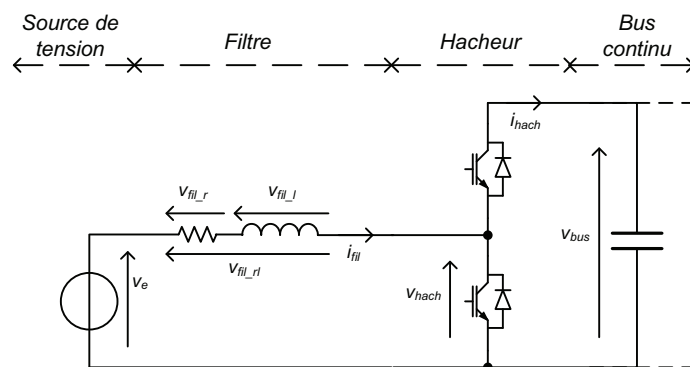 Source de
tension
Filtre
Hacheur
Bus
continu
i_hach
v_fil_r
v_fil_l
v_bus
v_fil_rl
i_fil
v_e
v_hach